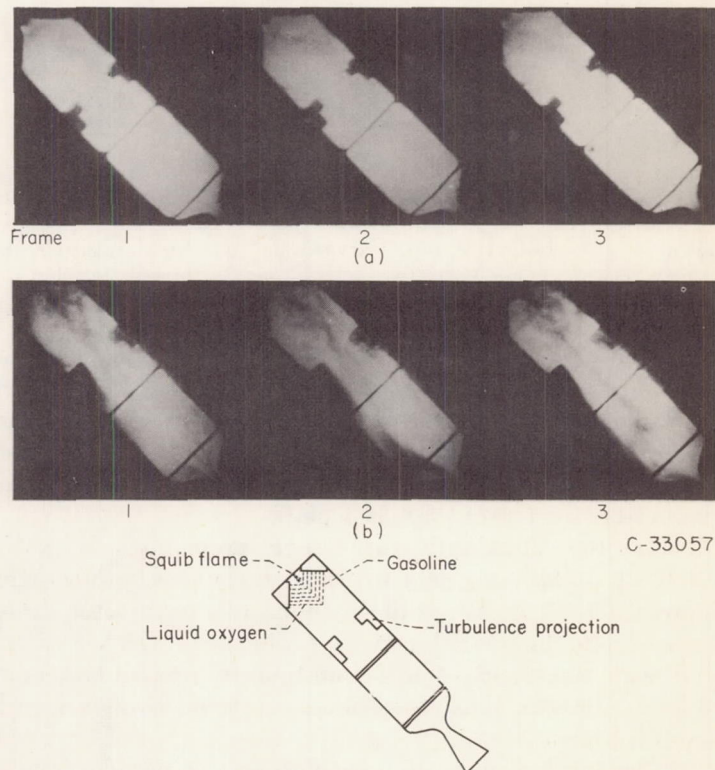 Frame 1 2 3
(a)
1 2 3
(b)
C-33057
Squib flame Gasoline
Liquid oxygen Turbulence projection